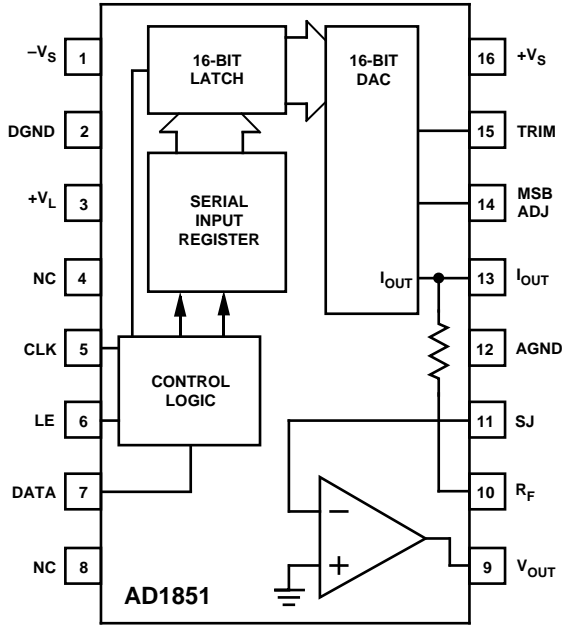 –VS 1
DGND 2
+VL 3
NC 4
CLK 5
LE 6
DATA 7
NC 8
16-BIT
LATCH
SERIAL
INPUT
REGISTER
CONTROL
LOGIC
16-BIT
DAC
IOUT
–
+
AD1851
16 +VS
15 TRIM
14 MSB
ADJ
13 IOUT
12 AGND
11 SJ
10 RF
9 VOUT